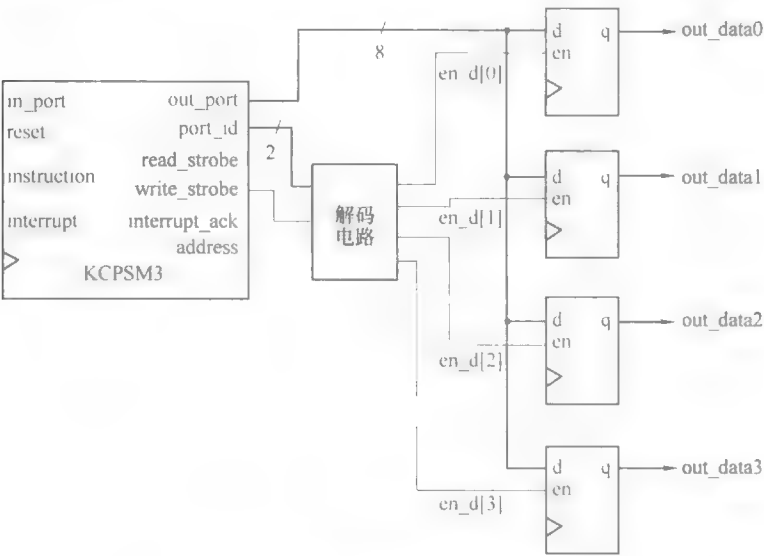 in_port
reset
instruction
interrupt
out_port
port_id
read_strobe
write_strobe
interrupt_ack
address
KCPSM3
8
2
解码
电路
en_d[0]
en_d[1]
en_d[2]
en_d[3]
d q
en
out_data0
d q
en
out_data1
d q
en
out_data2
d q
en
out_data3